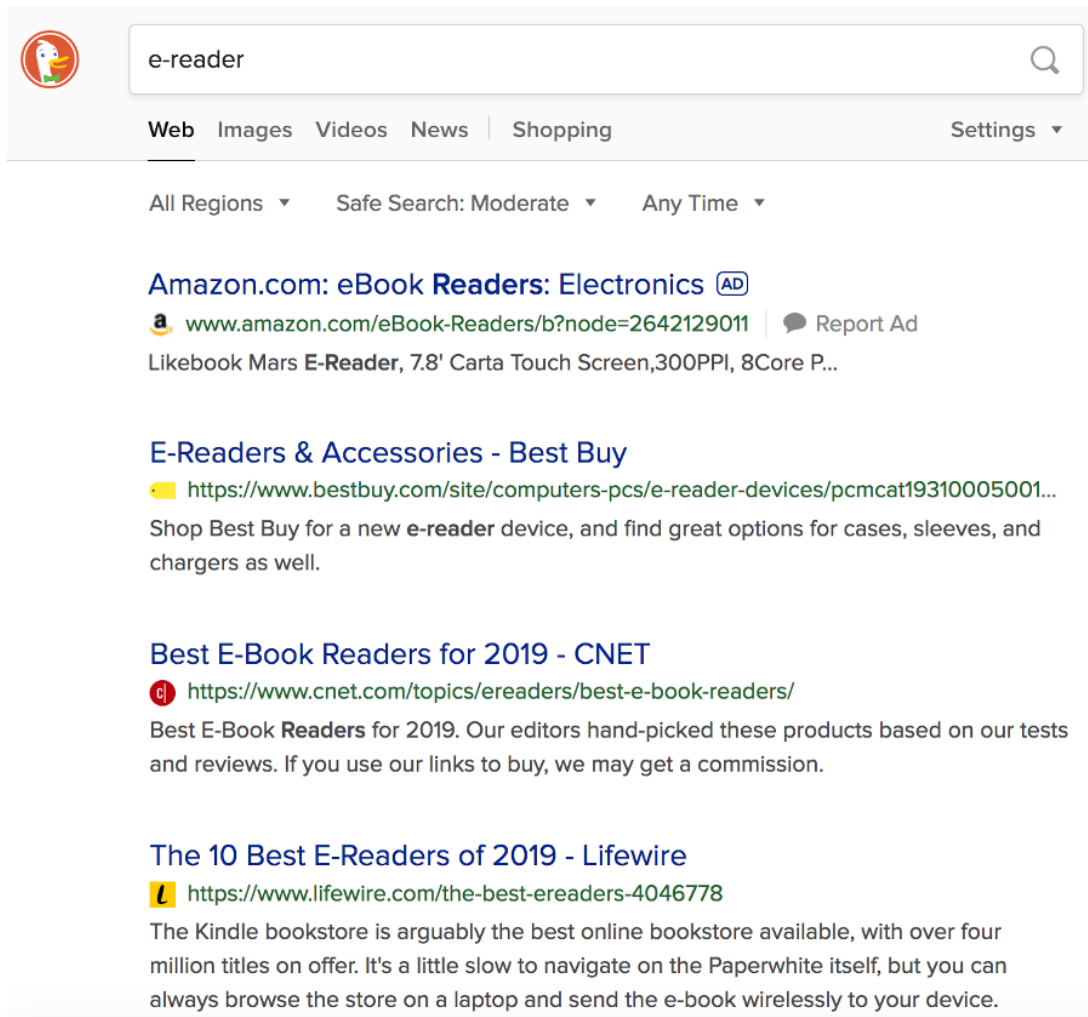 e-reader
Web Images Videos News Shopping Settings
All Regions Safe Search: Moderate Any Time
Amazon.com: eBook Readers: Electronics AD
www.amazon.com/eBook-Readers/b?node=2642129011 Report Ad
Likebook Mars E-Reader, 7.8' Carta Touch Screen,300PPI, 8Core P...
E-Readers & Accessories - Best Buy
https://www.bestbuy.com/site/computers-pcs/e-reader-devices/pcmcat19310005001...
Shop Best Buy for a new e-reader device, and find great options for cases, sleeves, and
chargers as well.
Best E-Book Readers for 2019 - CNET
https://www.cnet.com/topics/ereaders/best-e-book-readers/
Best E-Book Readers for 2019. Our editors hand-picked these products based on our tests
and reviews. If you use our links to buy, we may get a commission.
The 10 Best E-Readers of 2019 - Lifewire
https://www.lifewire.com/the-best-ereaders-4046778
The Kindle bookstore is arguably the best online bookstore available, with over four
million titles on offer. It's a little slow to navigate on the Paperwhite itself, but you can
always browse the store on a laptop and send the e-book wirelessly to your device.